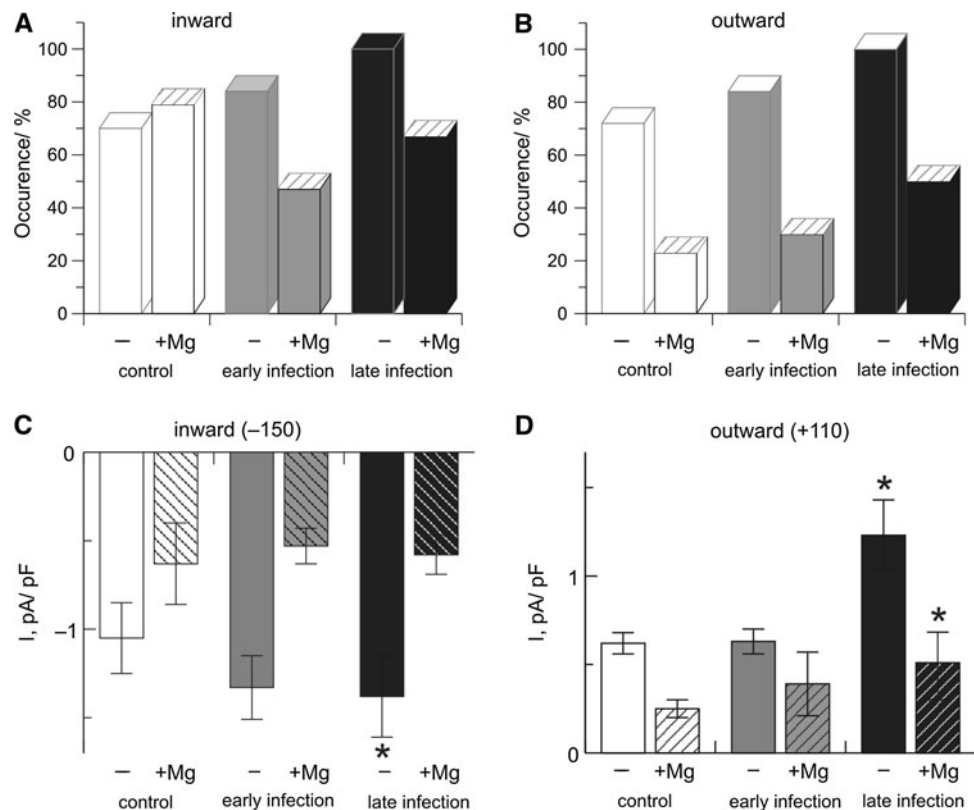 A
inward
Occurence/ %
100
80
60
40
20
0
– +Mg – +Mg – +Mg
control early infection late infection
B
outward
Occurence/ %
100
80
60
40
20
0
– +Mg – +Mg – +Mg
control early infection late infection
C
inward (–150)
I, pA/ pF
0
–1
*
– +Mg – +Mg – +Mg
control early infection late infection
D
outward (+110)
I, pA/ pF
*
1
*
0
– +Mg – +Mg – +Mg
control early infection late infection